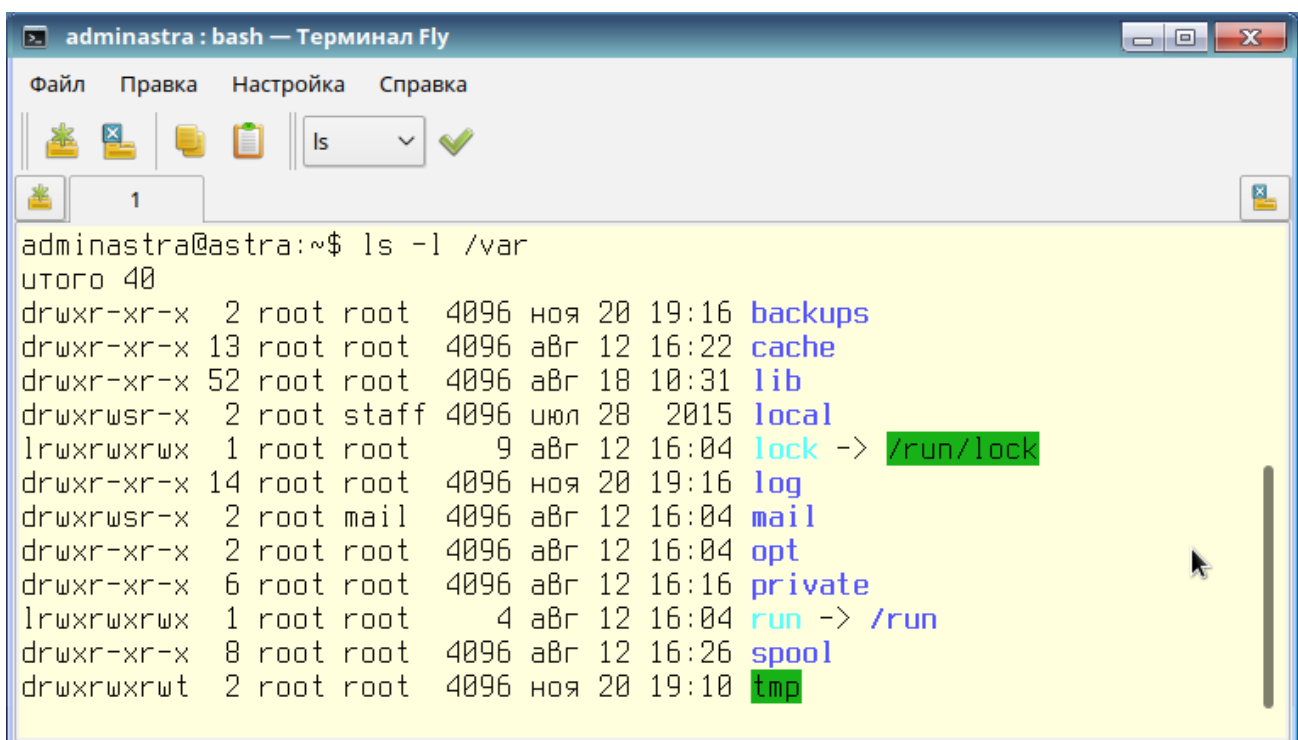 adminastra : bash — Терминал Fly
Файл Правка Настройка Справка
ls
1
adminastra@astra:~$ ls -l /var
итого 40
drwxr-xr-x  2 root root  4096 ноя 20 19:16 backups
drwxr-xr-x 13 root root  4096 авг 12 16:22 cache
drwxr-xr-x 52 root root  4096 авг 18 10:31 lib
drwxrwsr-x  2 root staff 4096 июл 28  2015 local
lrwxrwxrwx  1 root root     9 авг 12 16:04 lock -> /run/lock
drwxr-xr-x 14 root root  4096 ноя 20 19:16 log
drwxrwsr-x  2 root mail  4096 авг 12 16:04 mail
drwxr-xr-x  2 root root  4096 авг 12 16:04 opt
drwxr-xr-x  6 root root  4096 авг 12 16:16 private
lrwxrwxrwx  1 root root     4 авг 12 16:04 run -> /run
drwxr-xr-x  8 root root  4096 авг 12 16:26 spool
drwxrwxrwt  2 root root  4096 ноя 20 19:10 tmp